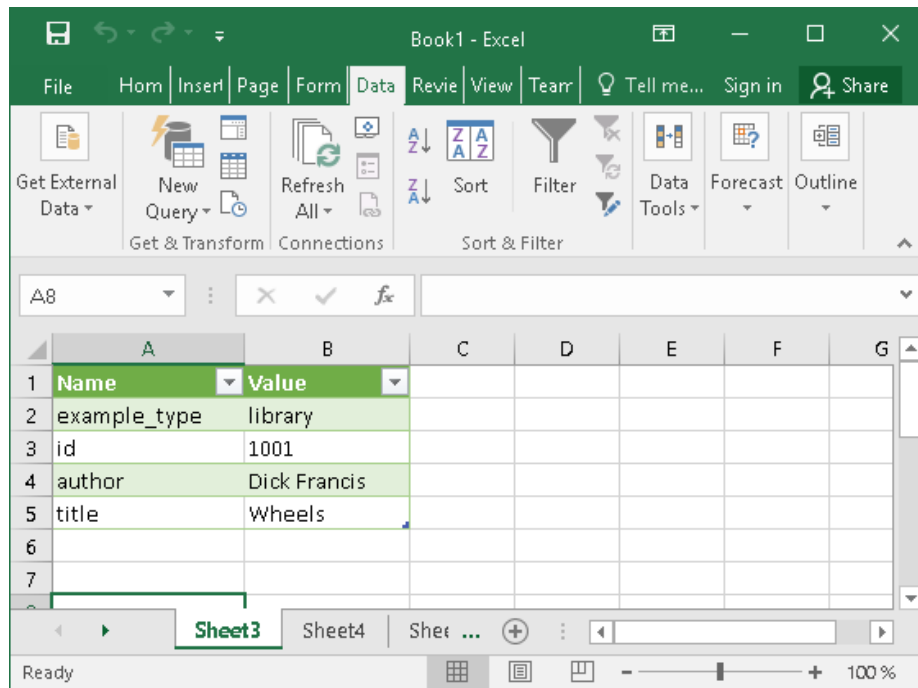 Book1 - Excel
File Hom Insert Page Form Data Revie View Team Tell me... Sign in Share
Get External Data
New Query
Refresh All
Sort
Filter
Data Tools
Forecast
Outline
Get & Transform Connections Sort & Filter
A8 fx
A B C D E F G
1 Name Value
2 example_type library
3 id 1001
4 author Dick Francis
5 title Wheels
6
7
Sheet3 Sheet4 Shee ...
Ready 100 %